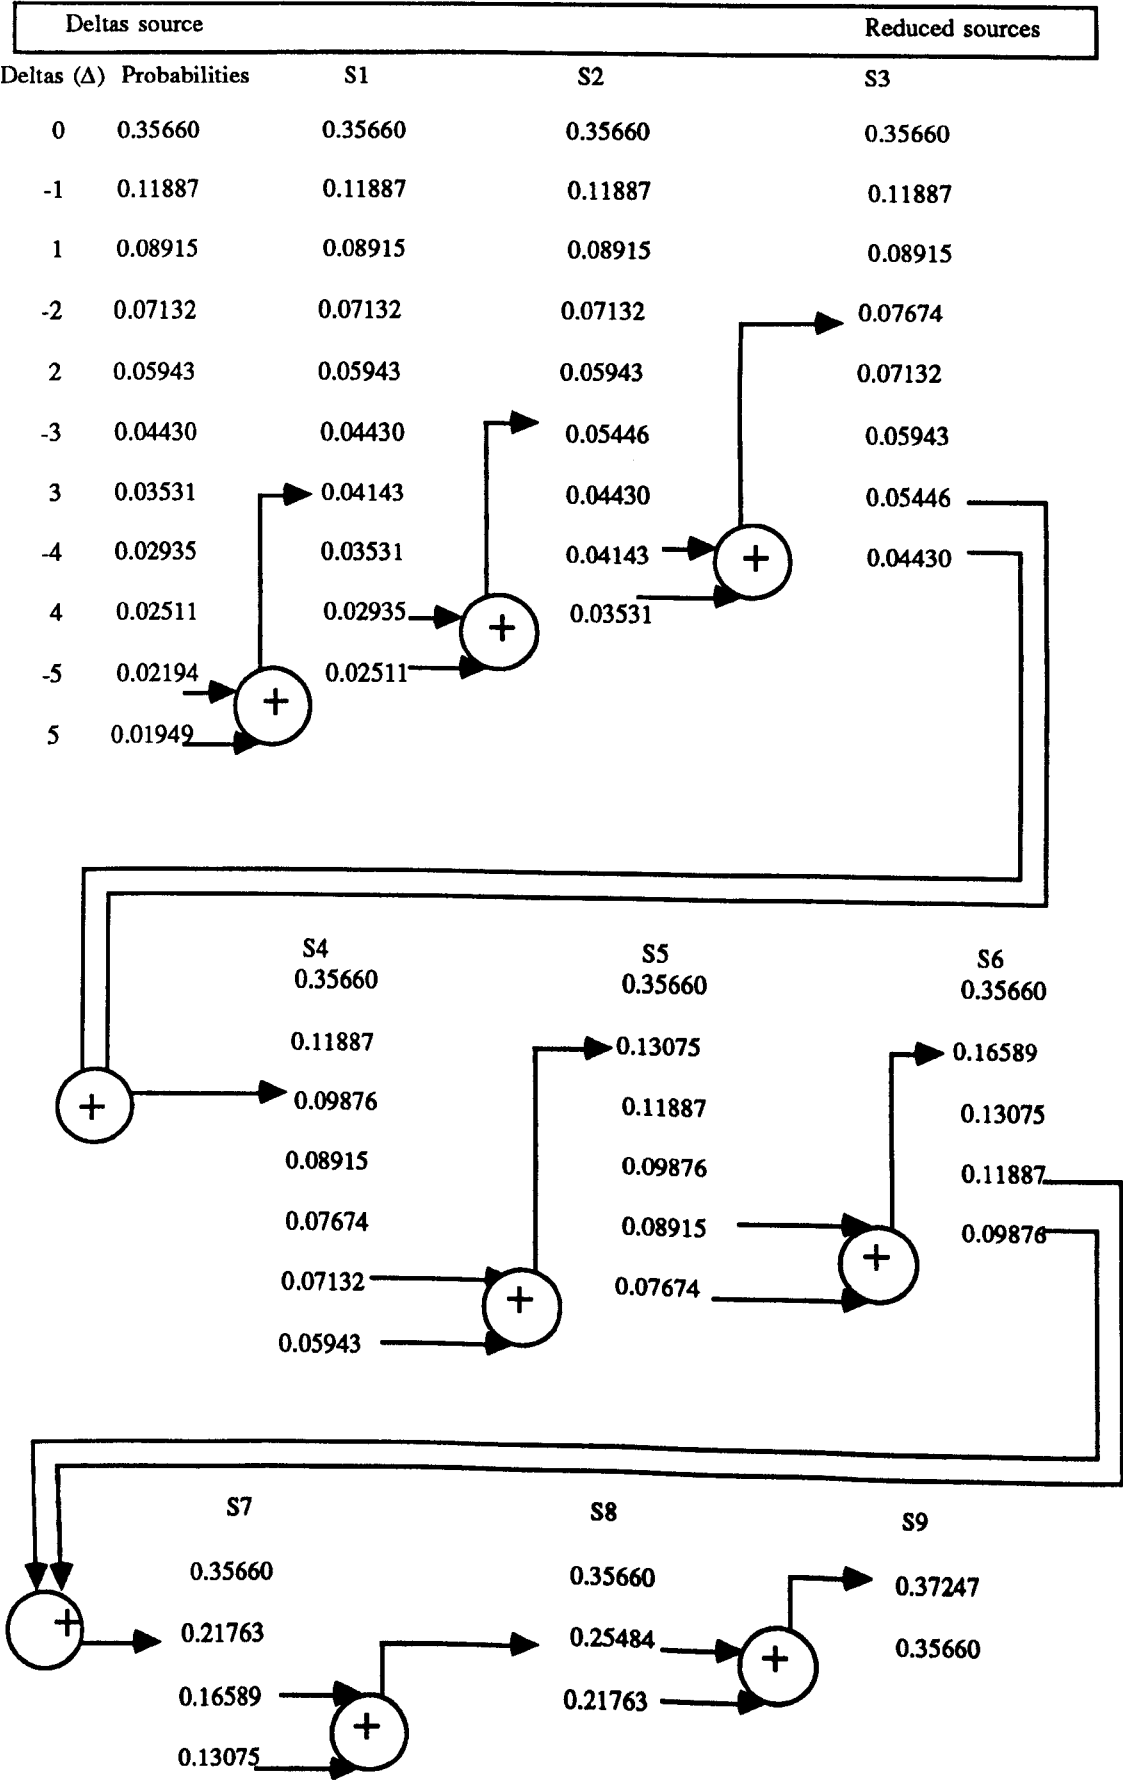 Deltas source Reduced sources
Deltas (Δ) Probabilities S1 S2 S3
0 0.35660 0.35660 0.35660 0.35660
-1 0.11887 0.11887 0.11887 0.11887
1 0.08915 0.08915 0.08915 0.08915
-2 0.07132 0.07132 0.07132 0.07674
2 0.05943 0.05943 0.05943 0.07132
-3 0.04430 0.04430 0.05446 0.05943
3 0.03531 0.04143 0.04430 0.05446
-4 0.02935 0.03531 0.04143 + 0.04430
4 0.02511 0.02935 + 0.03531
-5 0.02194 + 0.02511
5 0.01949
S4 S5 S6
0.35660 0.35660 0.35660
0.11887 0.13075 0.16589
+ 0.09876 0.11887 0.13075
0.08915 0.09876 0.11887
0.07674 0.08915 + 0.09876
0.07132 + 0.07674
0.05943
S7 S8 S9
0.35660 0.35660 0.37247
+ 0.21763 0.25484 + 0.35660
0.16589 + 0.21763
0.13075